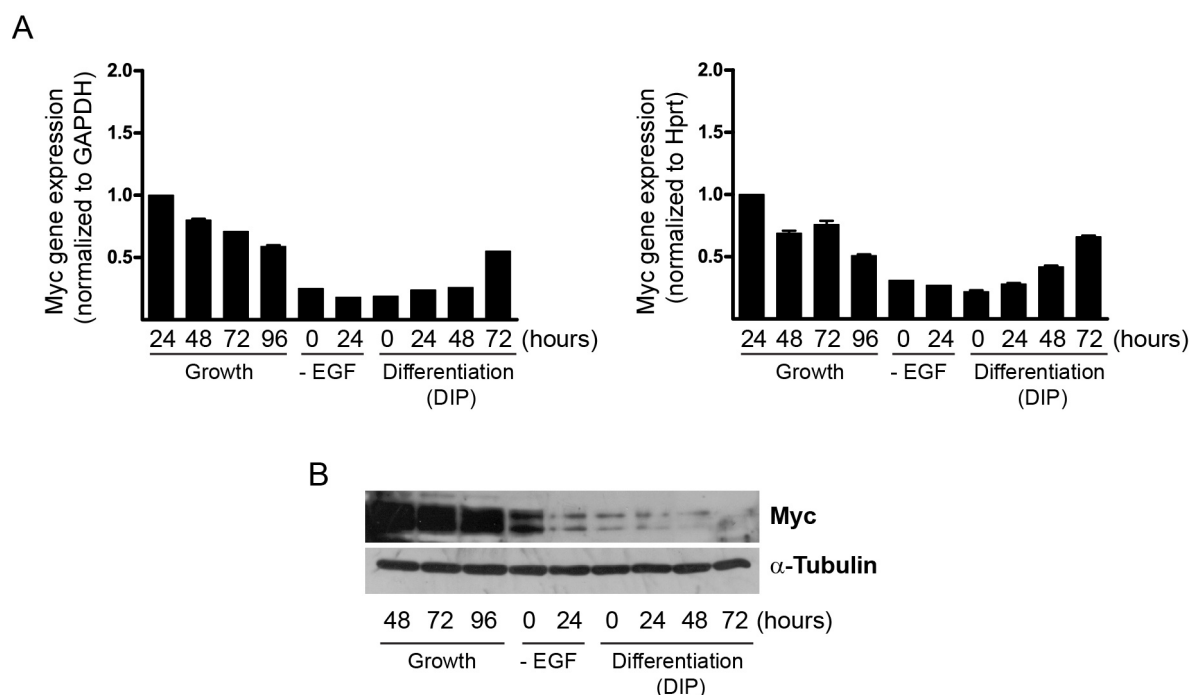 A
Myc gene expression
(normalized to GAPDH)
2.0
1.5
1.0
0.5
24 48 72 96 0 24 0 24 48 72 (hours)
Growth - EGF Differentiation
(DIP)
Myc gene expression
(normalized to Hprt)
2.0
1.5
1.0
0.5
24 48 72 96 0 24 0 24 48 72 (hours)
Growth - EGF Differentiation
(DIP)
B
Myc
α-Tubulin
48 72 96 0 24 0 24 48 72 (hours)
Growth - EGF Differentiation
(DIP)